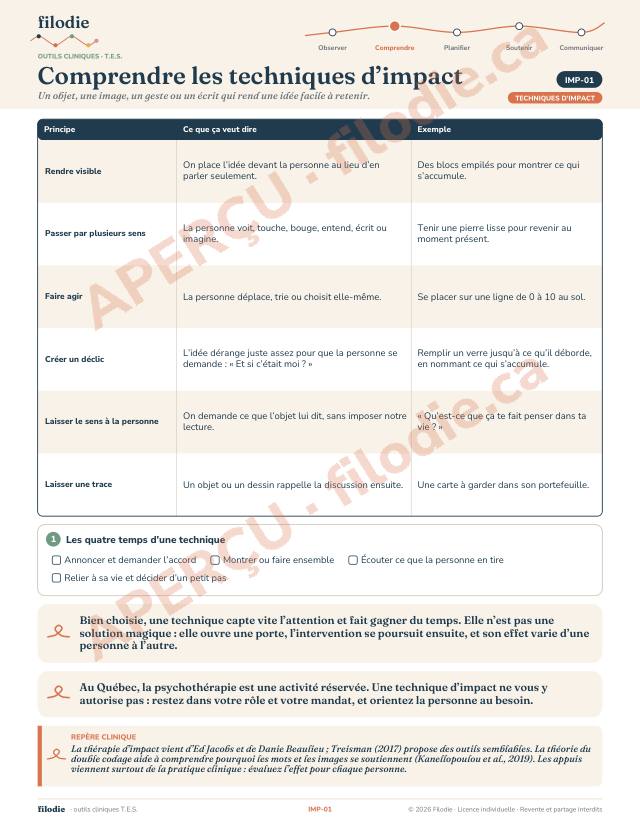 filodie
OUTILS CLINIQUES · T.E.S.
Observer
Comprendre
Planifier
Soutenir
Communiquer
Comprendre les techniques d’impact
Un objet, une image, un geste ou un écrit qui rend une idée facile à retenir.
IMP-01
TECHNIQUES D’IMPACT
Principe
Ce que ça veut dire
Exemple
Rendre visible
On place l’idée devant la personne au lieu d’en
parler seulement.
Des blocs empilés pour montrer ce qui
s’accumule.
Passer par plusieurs sens
La personne voit, touche, bouge, entend, écrit ou
imagine.
Tenir une pierre lisse pour revenir au
moment présent.
Faire agir
La personne déplace, trie ou choisit elle-même.
Se placer sur une ligne de 0 à 10 au sol.
Créer un déclic
L’idée dérange juste assez pour que la personne se
demande : « Et si c’était moi ? »
Remplir un verre jusqu’à ce qu’il déborde,
en nommant ce qui s’accumule.
Laisser le sens à la personne
On demande ce que l’objet lui dit, sans imposer notre
lecture.
« Qu’est-ce que ça te fait penser dans ta
vie ? »
Laisser une trace
Un objet ou un dessin rappelle la discussion ensuite.
Une carte à garder dans son portefeuille.
1 Les quatre temps d’une technique
Annoncer et demander l’accord
Montrer ou faire ensemble
Écouter ce que la personne en tire
Relier à sa vie et décider d’un petit pas
Bien choisie, une technique capte vite l’attention et fait gagner du temps. Elle n’est pas une
solution magique : elle ouvre une porte, l’intervention se poursuit ensuite, et son effet varie d’une
personne à l’autre.
Au Québec, la psychothérapie est une activité réservée. Une technique d’impact ne vous y
autorise pas : restez dans votre rôle et votre mandat, et orientez la personne au besoin.
REPÈRE CLINIQUE
La thérapie d’impact vient d’Ed Jacobs et de Danie Beaulieu ; Treisman (2017) propose des outils semblables. La théorie du
double codage aide à comprendre pourquoi les mots et les images se soutiennent (Kanellopoulou et al., 2019). Les appuis
viennent surtout de la pratique clinique : évaluez l’effet pour chaque personne.
filodie · outils cliniques T.E.S.
IMP-01
© 2026 Filodie · Licence individuelle · Revente et partage interdits
APERÇU · filodie.ca
APERÇU · filodie.ca